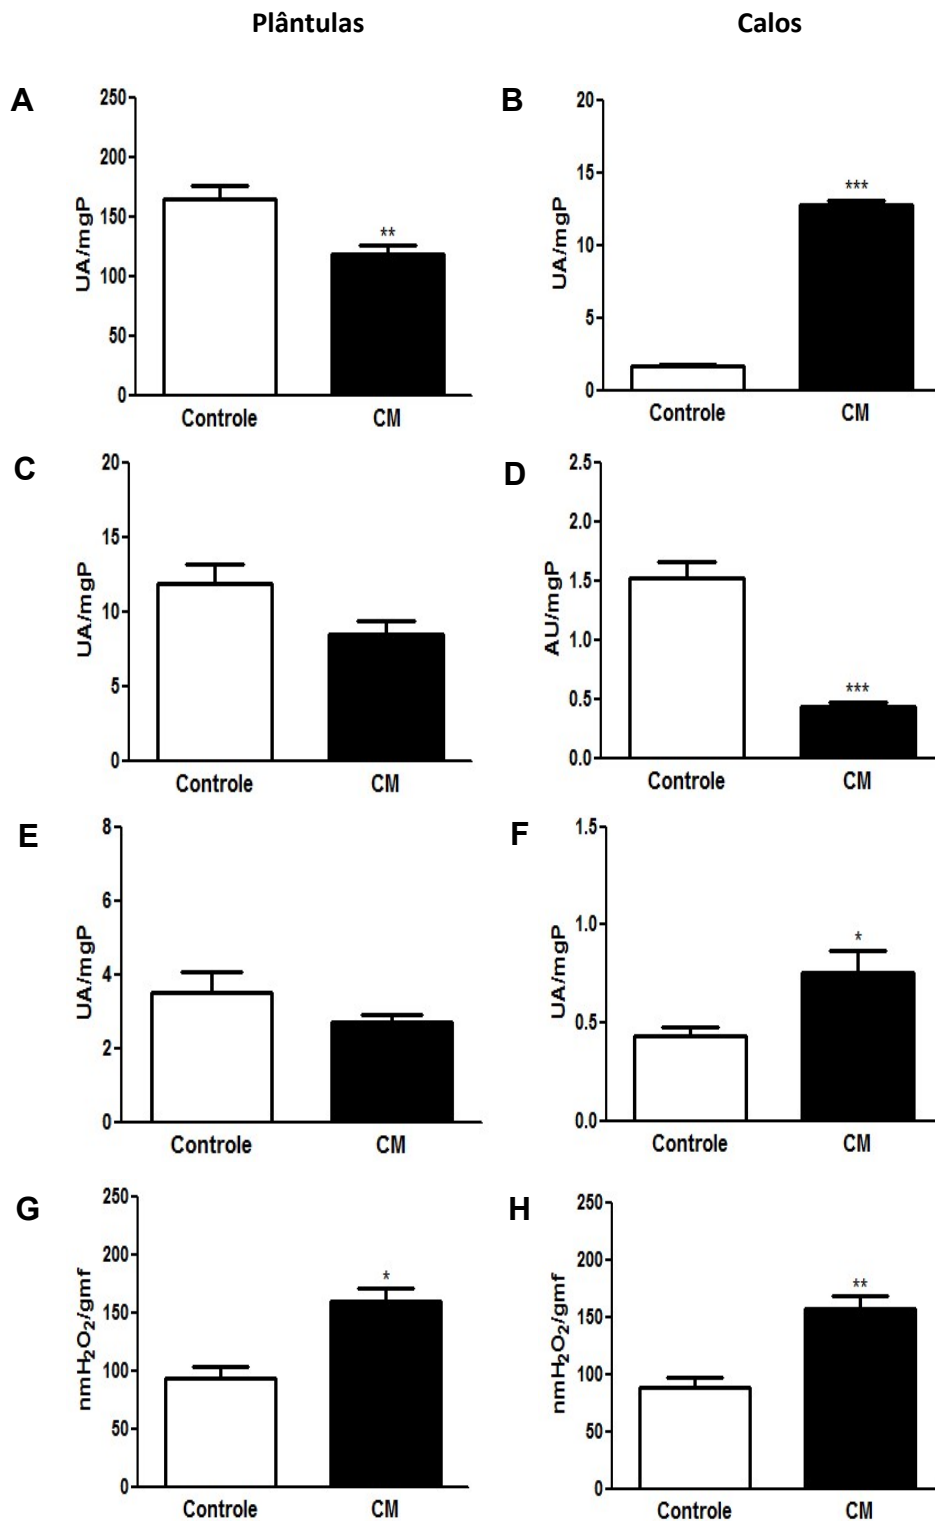 Plântulas Calos
A
250
200
150
100
50
0
UA/mgP
**
Controle CM
B
20
15
10
5
0
UA/mgP
***
Controle CM
C
20
15
10
5
0
UA/mgP
Controle CM
D
2.5
2.0
1.5
1.0
0.5
0.0
AU/mgP
***
Controle CM
E
8
6
4
2
0
UA/mgP
Controle CM
F
1.5
1.0
0.5
0.0
UA/mgP
*
Controle CM
G
250
200
150
100
50
0
nmH₂O₂/gmf
*
Controle CM
H
250
200
150
100
50
0
nmH₂O₂/gmf
**
Controle CM